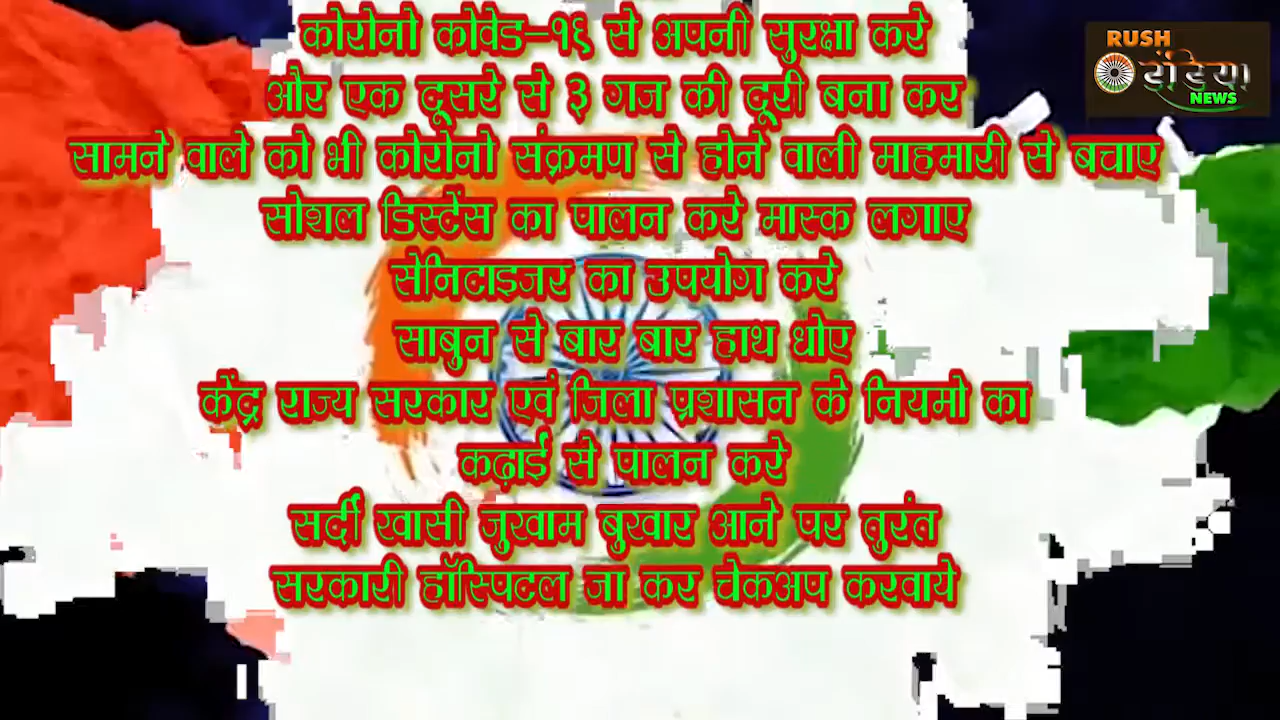 कोरोनो कोवेड-१९ से अपनी सुरक्षा करे
और एक दूसरे से ३ गज की दूरी बना कर
सामने वाले को भी कोरोनो संक्रमण से होने वाली माहमारी से बचाए
सोशल डिस्टेंस का पालन करे मास्क लगाए
सेनिटाइजर का उपयोग करे
साबुन से बार बार हाथ धोए
केंद्र राज्य सरकार एवं जिला प्रशासन के नियमो का
कढ़ाई से पालन करे
सर्दी खासी जुखाम बुखार आने पर तुरंत
सरकारी हॉस्पिटल जा कर चेकअप करवाये
RUSH
इंडिया
NEWS